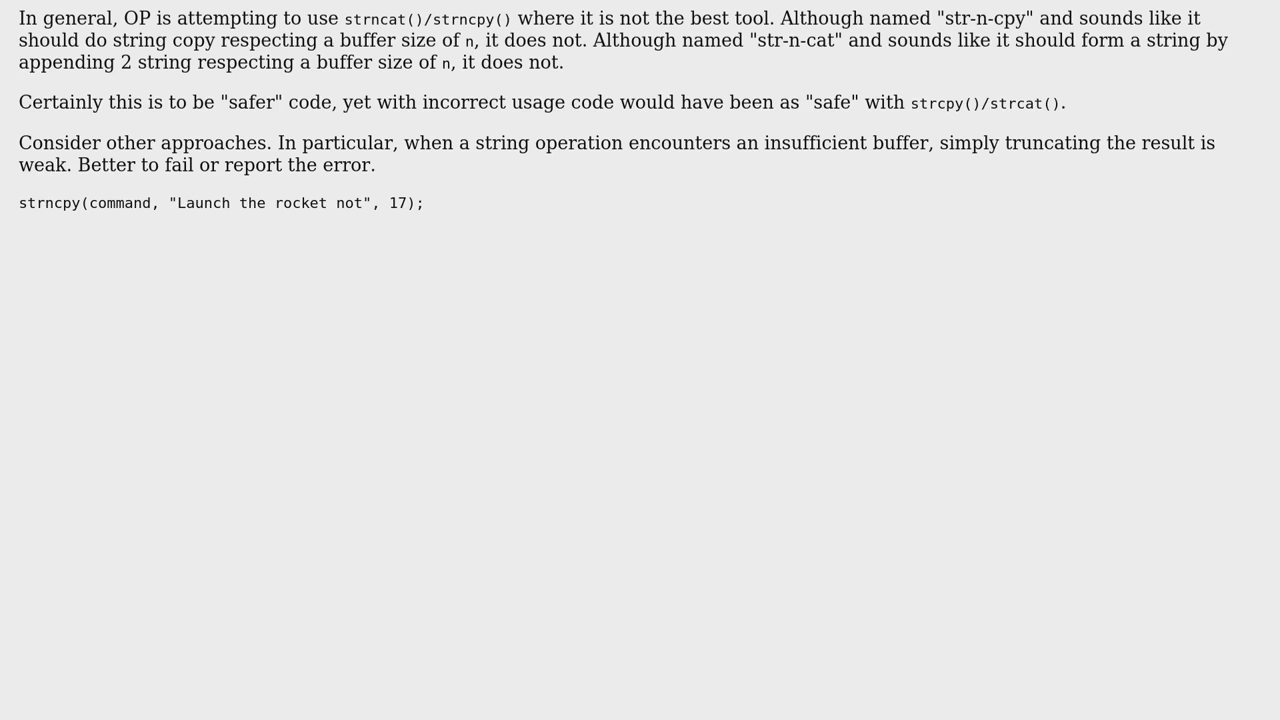 In general, OP is attempting to use strncat()/strncpy() where it is not the best tool. Although named "str-n-cpy" and sounds like it
should do string copy respecting a buffer size of n, it does not. Although named "str-n-cat" and sounds like it should form a string by
appending 2 string respecting a buffer size of n, it does not.
Certainly this is to be "safer" code, yet with incorrect usage code would have been as "safe" with strcpy()/strcat().
Consider other approaches. In particular, when a string operation encounters an insufficient buffer, simply truncating the result is
weak. Better to fail or report the error.
strncpy(command, "Launch the rocket not", 17);